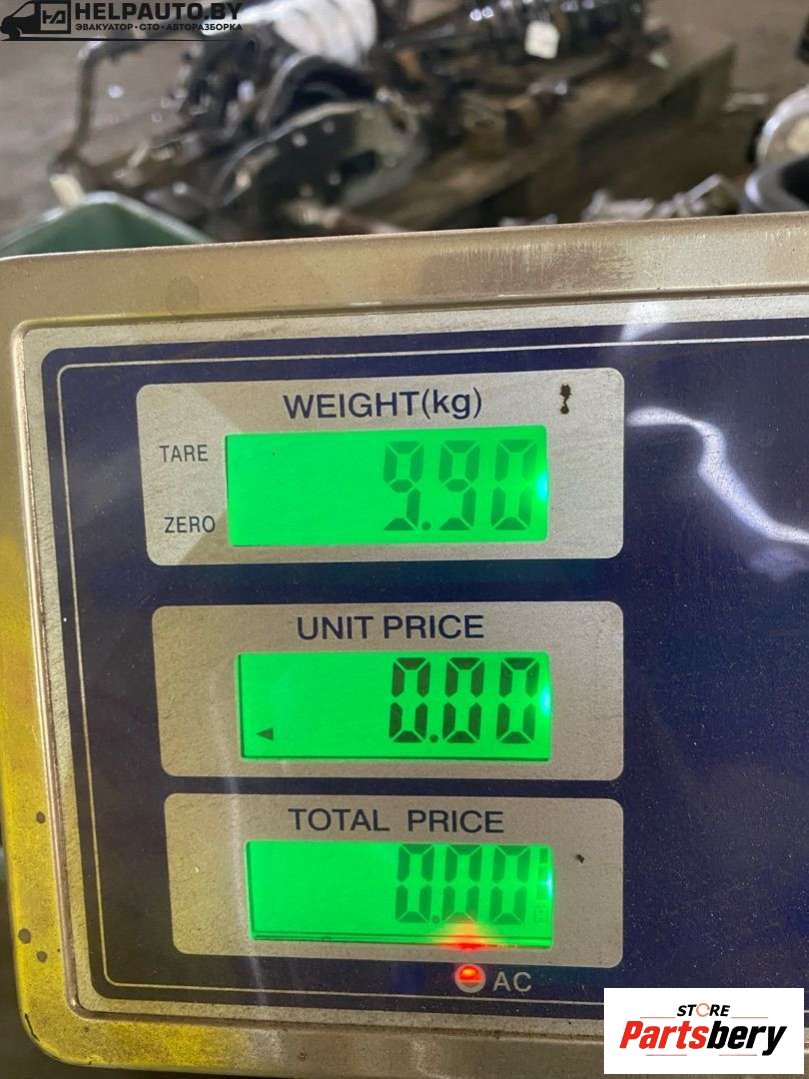 HELPAUTO.BY
ЭВАКУАТОР·СТО·АВТОРАЗБОРКА
WEIGHT(kg)
TARE
9.90
ZERO
UNIT PRICE
0.00
TOTAL PRICE
0.00
AC
STORE
Partsbery